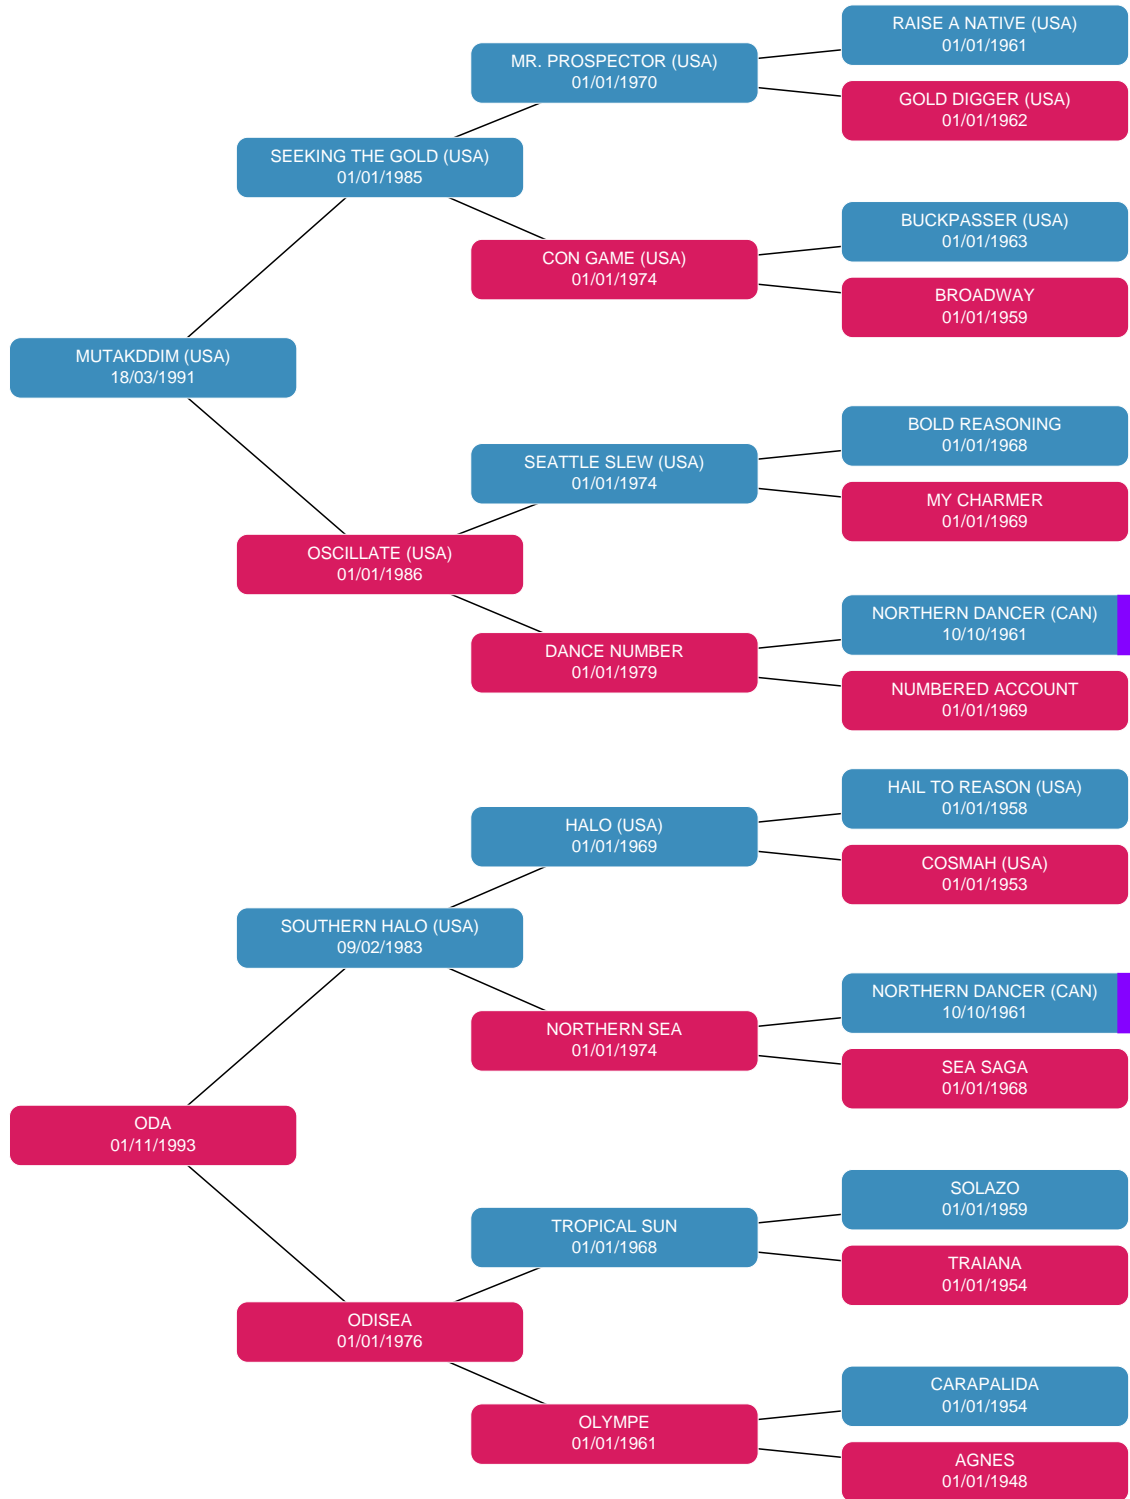 RAISE A NATIVE (USA)
01/01/1961
MR. PROSPECTOR (USA)
01/01/1970
GOLD DIGGER (USA)
01/01/1962
SEEKING THE GOLD (USA)
01/01/1985
BUCKPASSER (USA)
01/01/1963
CON GAME (USA)
01/01/1974
BROADWAY
01/01/1959
MUTAKDDIM (USA)
18/03/1991
BOLD REASONING
01/01/1968
SEATTLE SLEW (USA)
01/01/1974
MY CHARMER
01/01/1969
OSCILLATE (USA)
01/01/1986
NORTHERN DANCER (CAN)
10/10/1961
DANCE NUMBER
01/01/1979
NUMBERED ACCOUNT
01/01/1969
HAIL TO REASON (USA)
01/01/1958
HALO (USA)
01/01/1969
COSMAH (USA)
01/01/1953
SOUTHERN HALO (USA)
09/02/1983
NORTHERN DANCER (CAN)
10/10/1961
NORTHERN SEA
01/01/1974
SEA SAGA
01/01/1968
ODA
01/11/1993
SOLAZO
01/01/1959
TROPICAL SUN
01/01/1968
TRAIANA
01/01/1954
ODISEA
01/01/1976
CARAPALIDA
01/01/1954
OLYMPE
01/01/1961
AGNES
01/01/1948